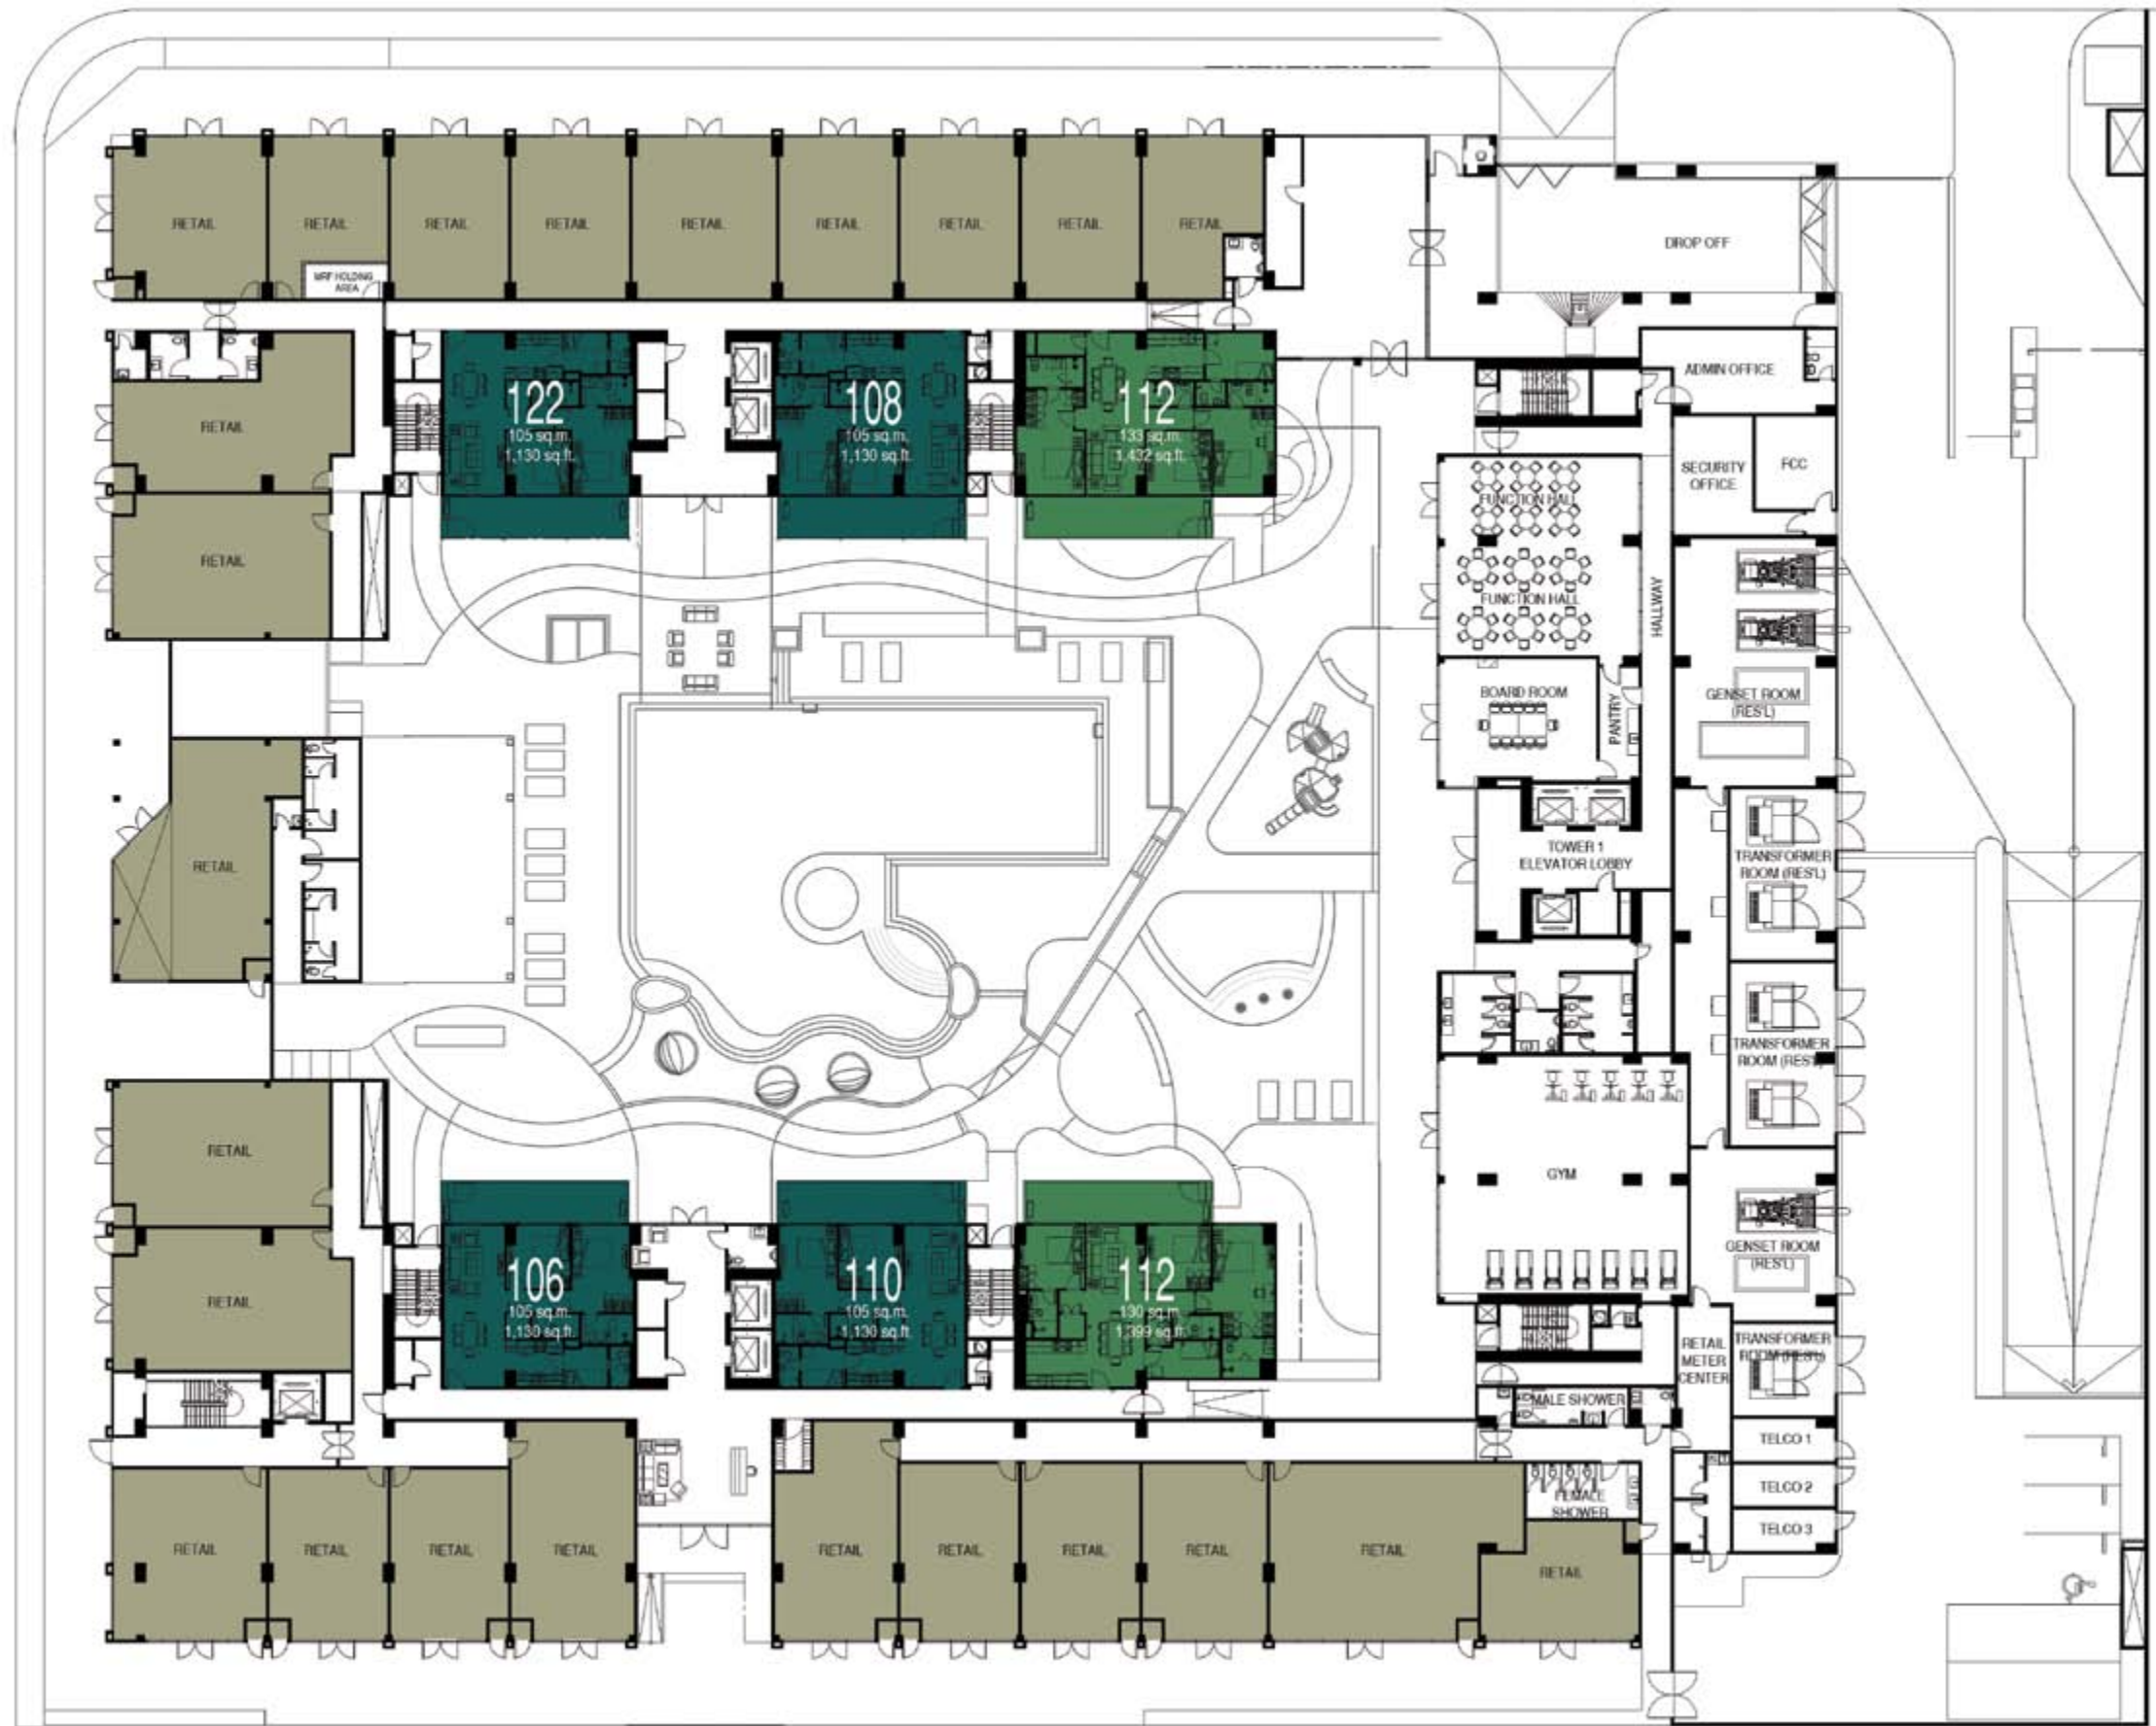 RETAIL
RETAIL
RETAIL
RETAIL
RETAIL
RETAIL
RETAIL
RETAIL
RETAIL
DROP OFF
MRF HOLDING
AREA
122
105 sq.m.
1,130 sq.ft.
108
105 sq.m.
1,130 sq.ft.
112
133 sq.m.
1,432 sq.ft.
ADMIN OFFICE
RETAIL
SECURITY
OFFICE
FCC
FUNCTION HALL
RETAIL
FUNCTION HALL
HALLWAY
BOARD ROOM
PANTRY
GENSET ROOM
(RES'L)
RETAIL
TOWER 1
ELEVATOR LOBBY
TRANSFORMER
ROOM (RES'L)
TRANSFORMER
ROOM (RES'L)
RETAIL
GYM
GENSET ROOM
(RES'L)
RETAIL
106
105 sq.m.
1,130 sq.ft.
110
105 sq.m.
1,130 sq.ft.
112
130 sq.m.
1,399 sq.ft.
RETAIL
METER
CENTER
TRANSFORMER
ROOM (RES'L)
MALE SHOWER
TELCO 1
TELCO 2
TELCO 3
FEMALE
SHOWER
RETAIL
RETAIL
RETAIL
RETAIL
RETAIL
RETAIL
RETAIL
RETAIL
RETAIL
RETAIL